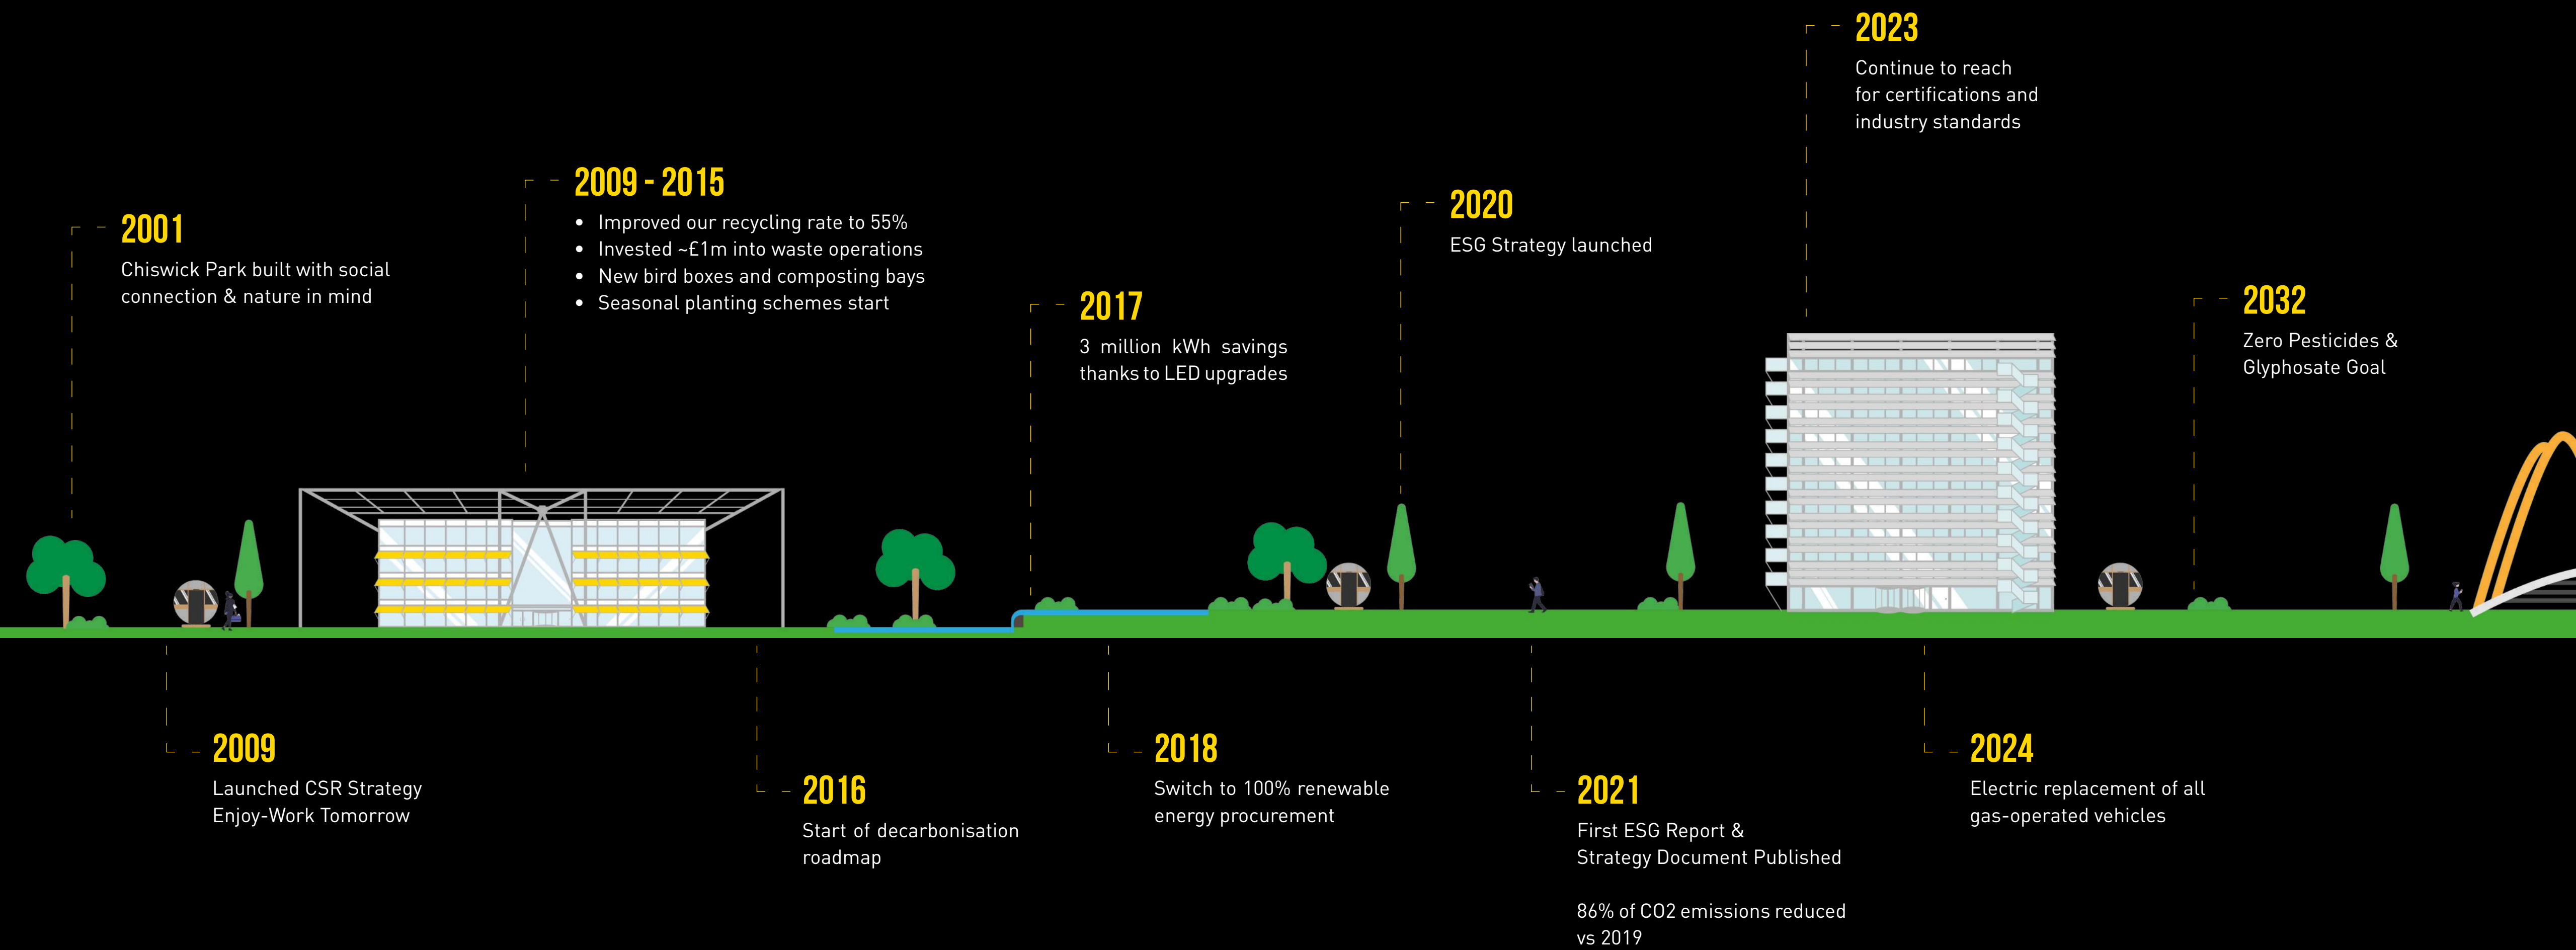 2001
Chiswick Park built with social
connection & nature in mind
2009
Launched CSR Strategy
Enjoy-Work Tomorrow
2009 - 2015
• Improved our recycling rate to 55%
• Invested ~£1m into waste operations
• New bird boxes and composting bays
• Seasonal planting schemes start
2016
Start of decarbonisation
roadmap
2017
3 million kWh savings
thanks to LED upgrades
2018
Switch to 100% renewable
energy procurement
2020
ESG Strategy launched
2021
First ESG Report &
Strategy Document Published
86% of CO2 emissions reduced
vs 2019
2023
Continue to reach
for certifications and
industry standards
2024
Electric replacement of all
gas-operated vehicles
2032
Zero Pesticides &
Glyphosate Goal